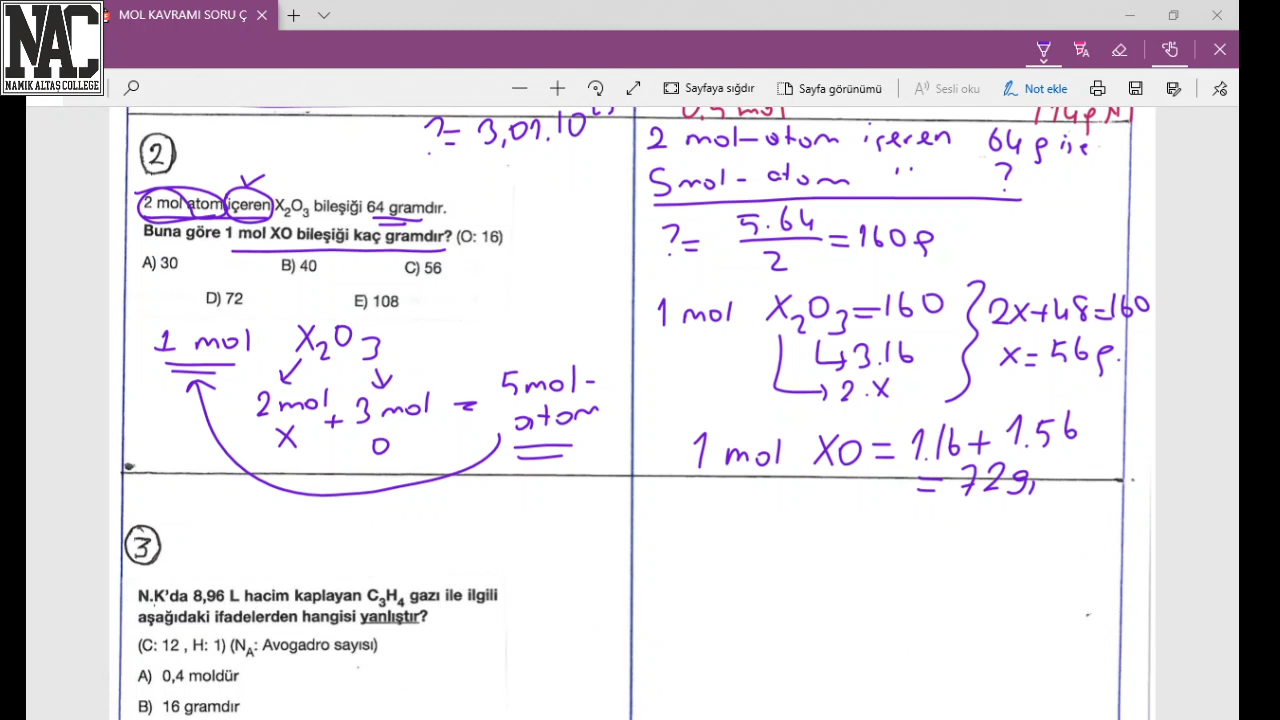 NAC
NAMIK ALTAŞ COLLEGE
MOL KAVRAMI SORU Ç
Sayfaya sığdır
Sayfa görünümü
Sesli oku
Not ekle
?= 3,01.10
2
2 mol atom içeren X₂O₃ bileşiği 64 gramdır.
Buna göre 1 mol XO bileşiği kaç gramdır? (O: 16)
A) 30
B) 40
C) 56
D) 72
E) 108
1 mol X₂O₃
2 mol + 3 mol = 5 mol-
X O atom
2 mol-atom içeren 64 g ise
5 mol-atom " ?
?= 5.64 / 2 = 160 g
1 mol X₂O₃=160
3.16
2.X
2x+48=160
x=56g.
1 mol XO = 1.16 + 1.56
= 72g.
3
N.K'da 8,96 L hacim kaplayan C₃H₄ gazı ile ilgili
aşağıdaki ifadelerden hangisi yanlıştır?
(C: 12 , H: 1) (N_A: Avogadro sayısı)
A) 0,4 moldür
B) 16 gramdır